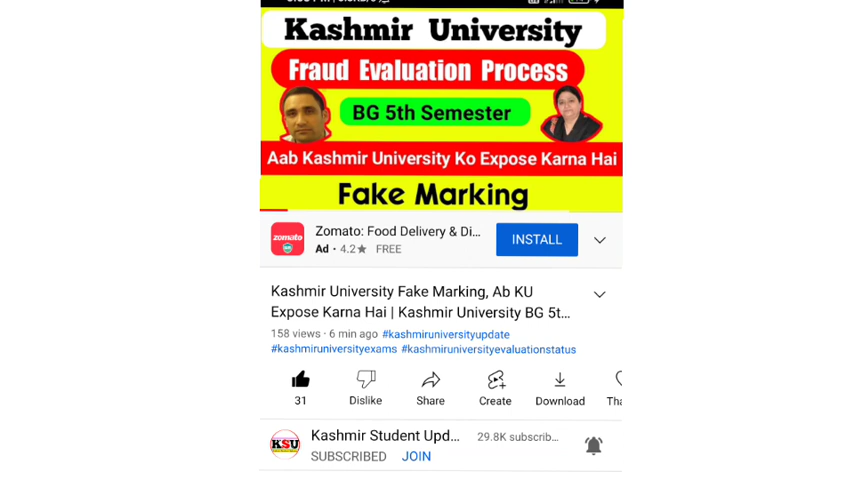 Kashmir University
Fraud Evaluation Process
BG 5th Semester
Aab Kashmir University Ko Expose Karna Hai
Fake Marking
zomato
Zomato: Food Delivery & Di...
Ad · 4.2★ FREE
INSTALL
Kashmir University Fake Marking, Ab KU
Expose Karna Hai | Kashmir University BG 5t...
158 views · 6 min ago #kashmiruniversityupdate
#kashmiruniversityexams #kashmiruniversityevaluationstatus
31 Dislike Share Create Download Tha
KSU
Kashmir Student Upd... 29.8K subscrib...
SUBSCRIBED JOIN